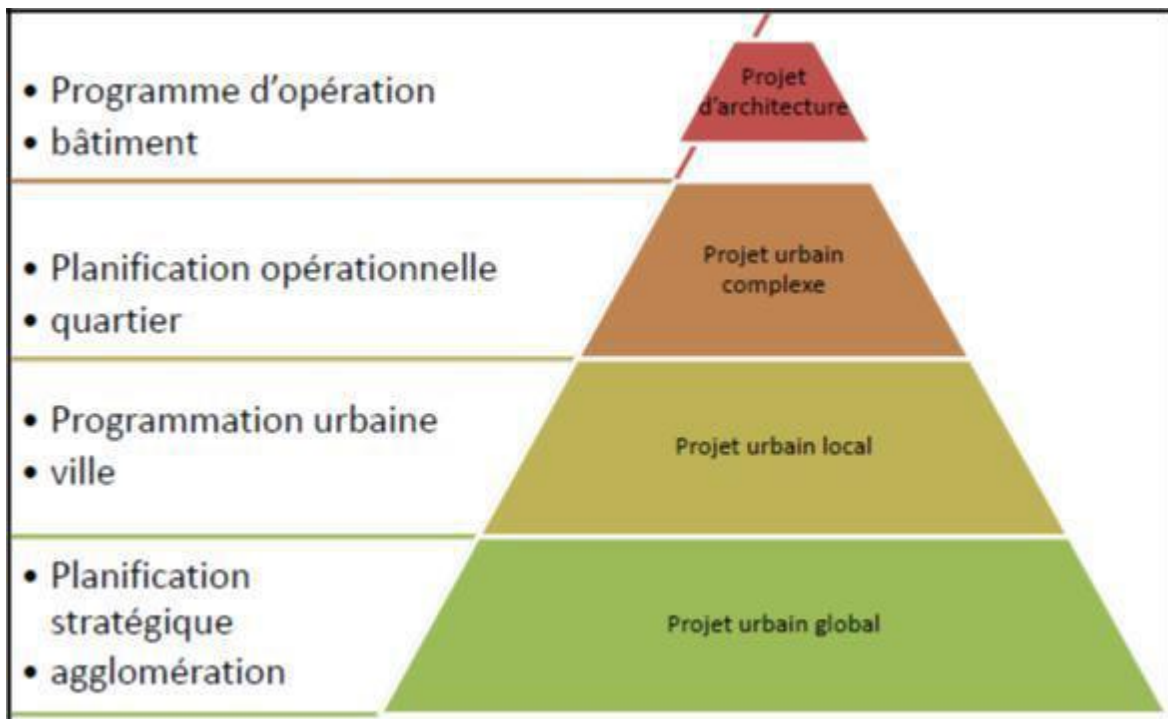 • Programme d'opération
• bâtiment
Projet
d'architecture
• Planification opérationnelle
• quartier
Projet urbain
complexe
• Programmation urbaine
• ville
Projet urbain local
• Planification
stratégique
• agglomération
Projet urbain global